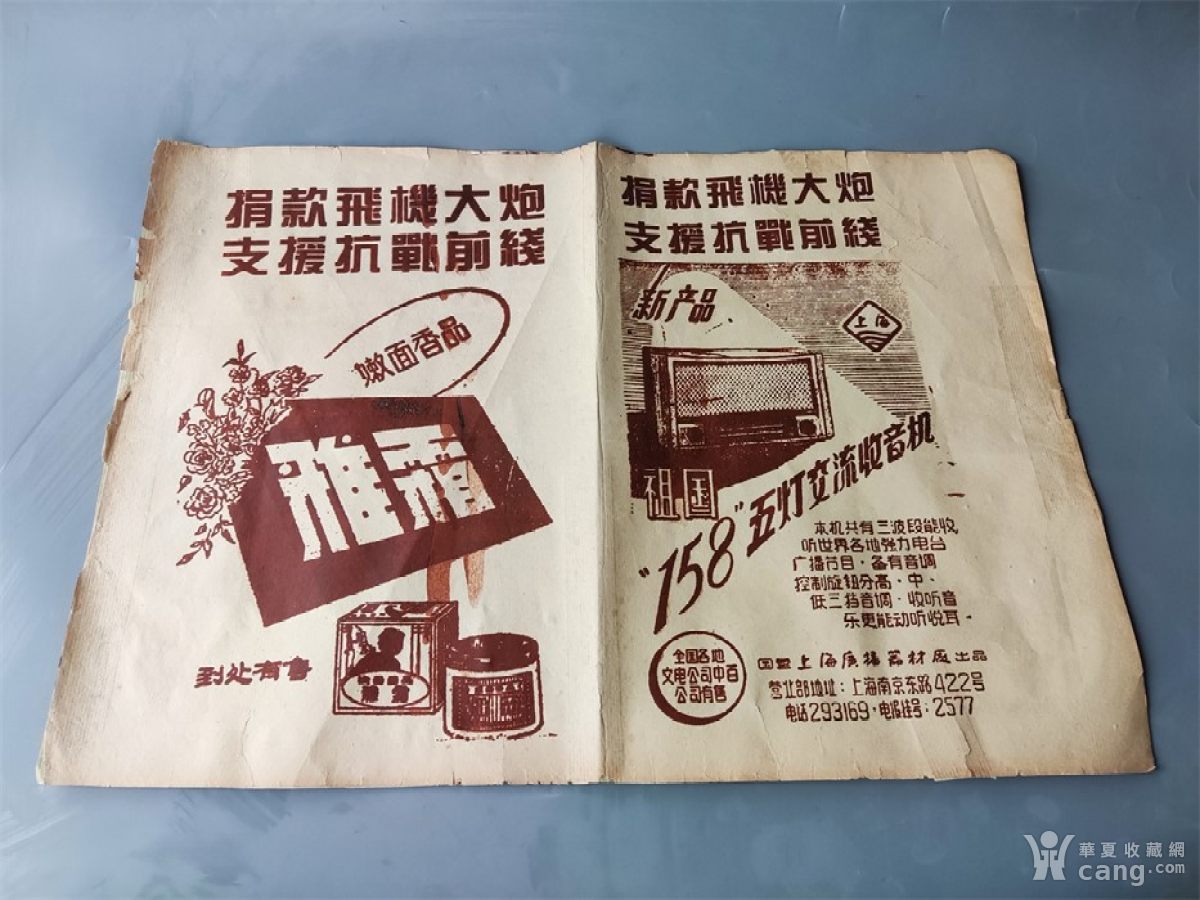 捐款飛機大炮
支援抗戰前綫
嫩面香品
雅霜
到处有售
捐款飛機大炮
支援抗戰前綫
新产品
上海
祖国
"158"五灯交流收音机
本机共有三波段能收
听世界各地强力电台
广播节目·备有音调
控制旋钮分高·中·
低三挡音调·收听音
乐更能动听悦耳·
全国各地
交电公司中百
公司有售
国营上海广播器材厂出品
营业部地址：上海南京东路422号
电话293169·电报挂号：2577
華夏收藏網
cang.com